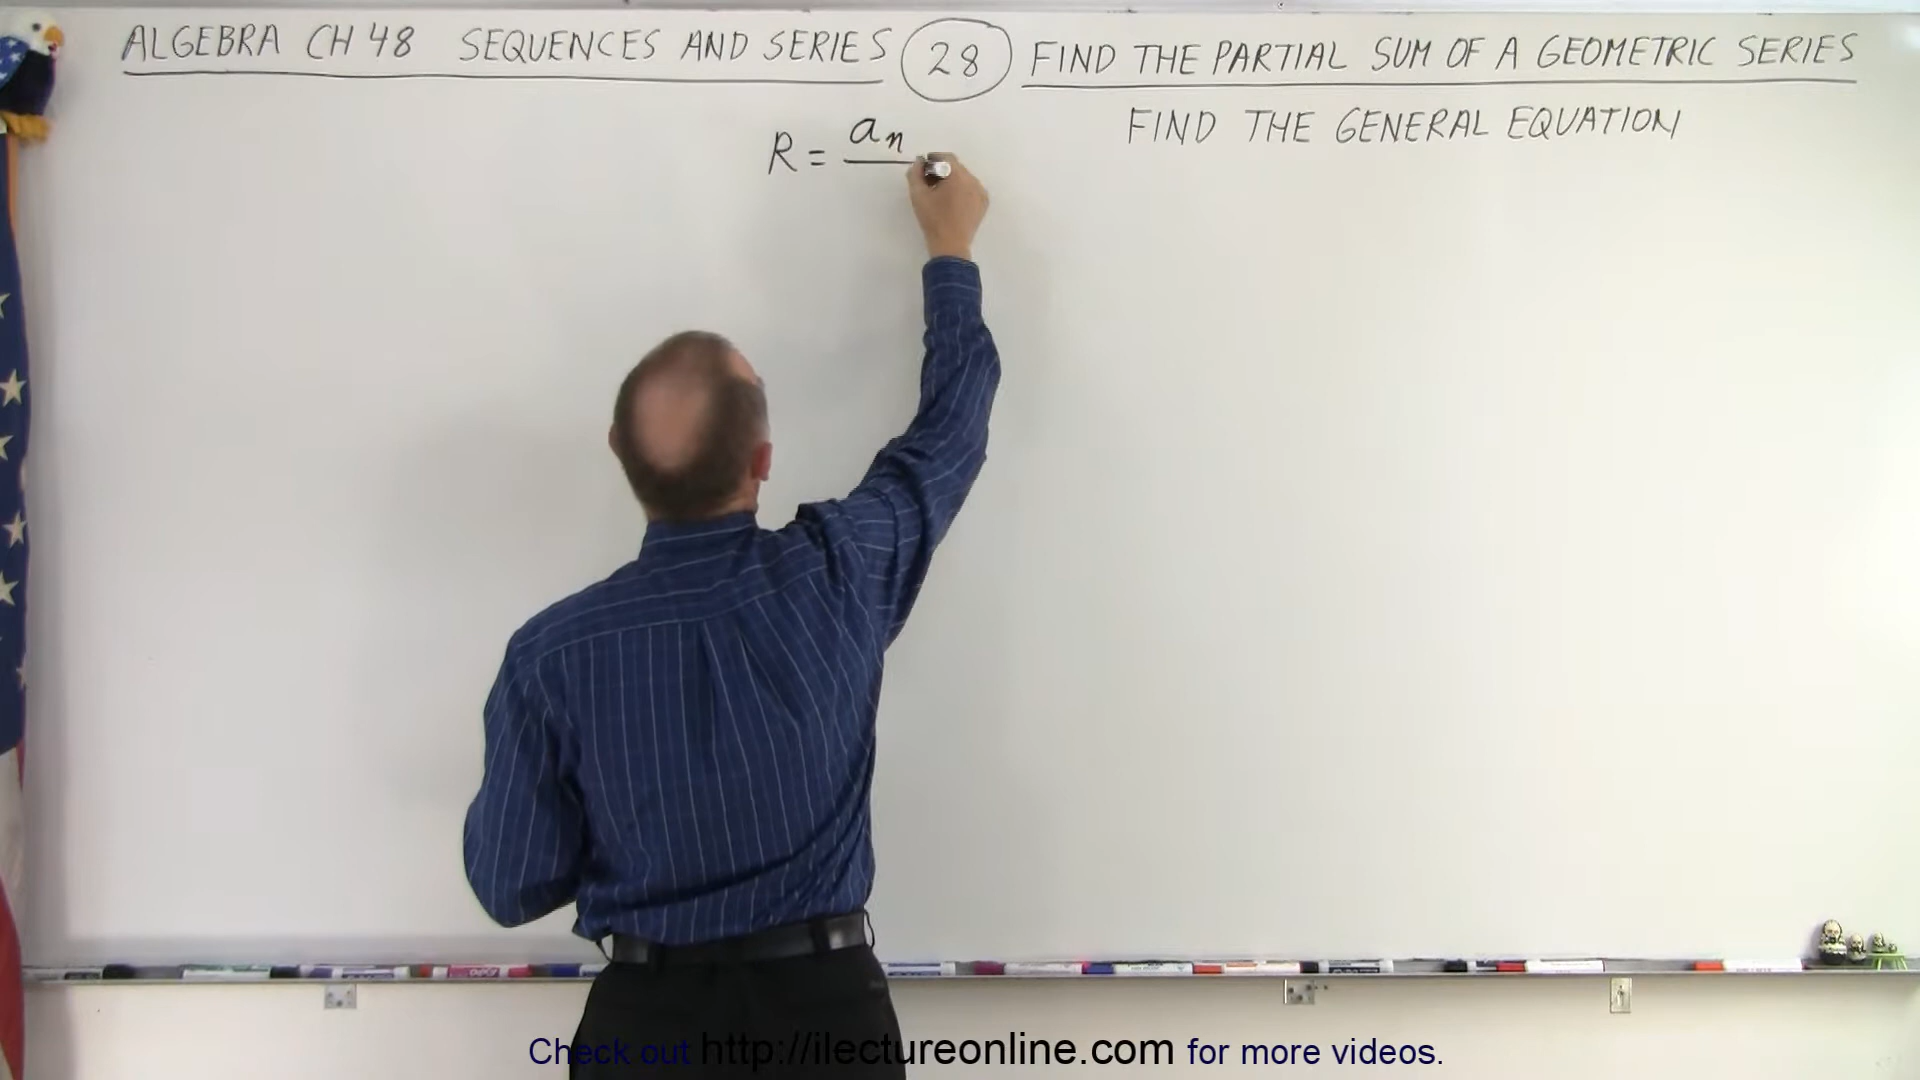 ALGEBRA CH 48 SEQUENCES AND SERIES 28 FIND THE PARTIAL SUM OF A GEOMETRIC SERIES
FIND THE GENERAL EQUATION
R = aₙ
Check out http://ilectureonline.com for more videos.